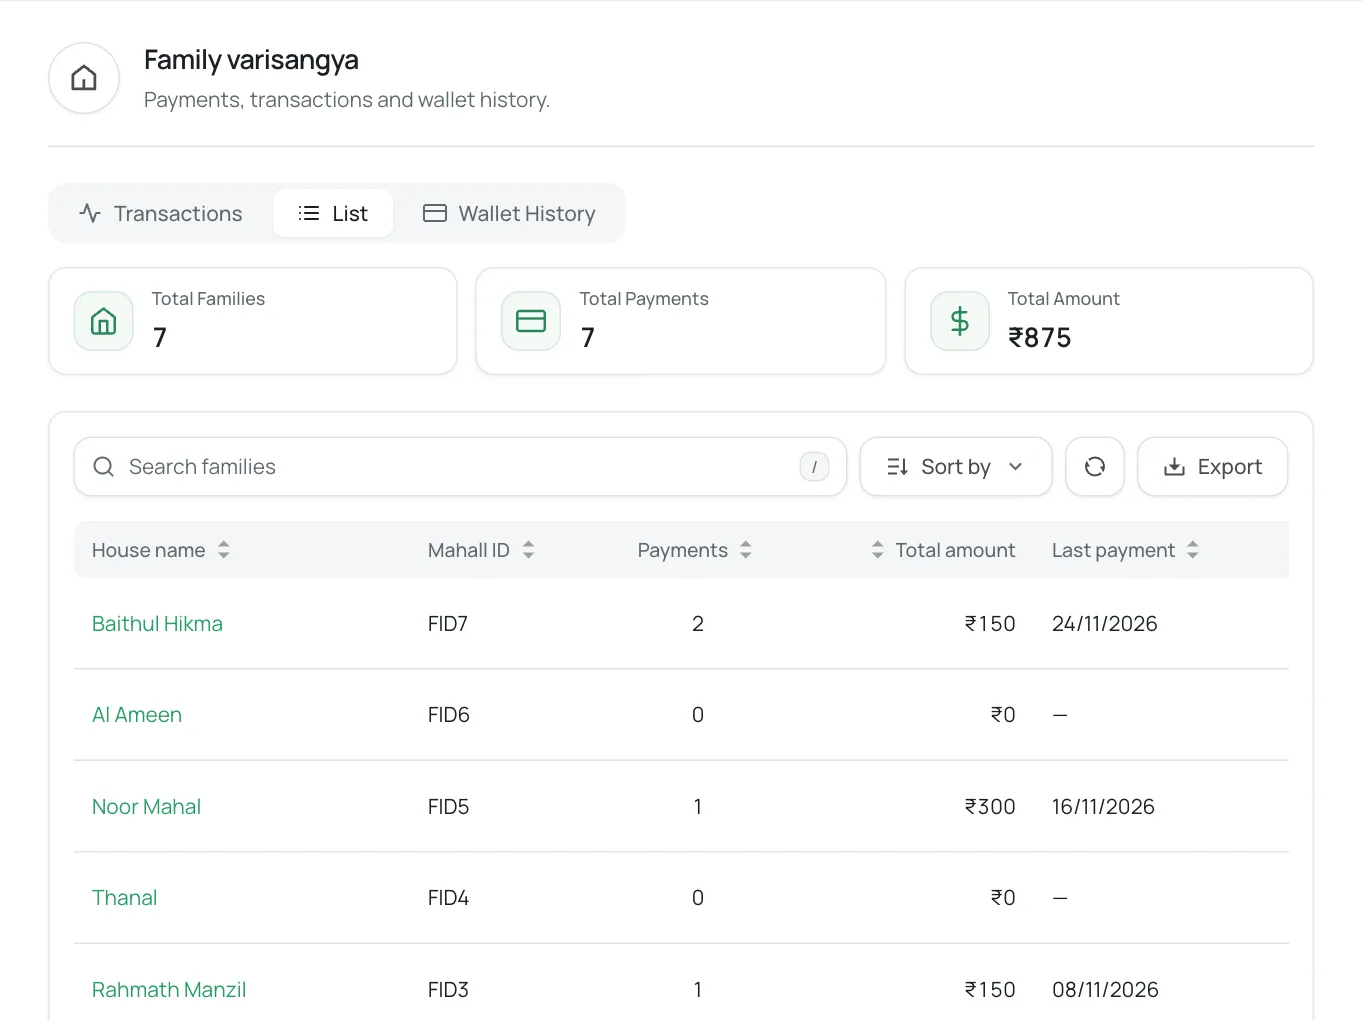 Family varisangya
Payments, transactions and wallet history.
Transactions List Wallet History
Total Families
7
Total Payments
7
Total Amount
₹875
Search families / Sort by Export
House name Mahall ID Payments Total amount Last payment
Baithul Hikma FID7 2 ₹150 24/11/2026
Al Ameen FID6 0 ₹0 —
Noor Mahal FID5 1 ₹300 16/11/2026
Thanal FID4 0 ₹0 —
Rahmath Manzil FID3 1 ₹150 08/11/2026